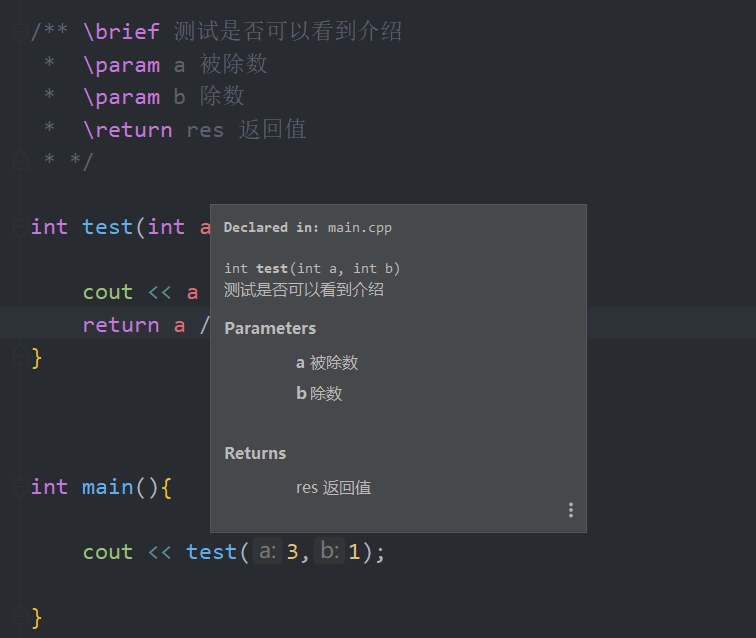 /** \brief 测试是否可以看到介绍
* \param a 被除数
* \param b 除数
* \return res 返回值
* */
int test(int a
cout << a
return a /
}
Declared in: main.cpp
int test(int a, int b)
测试是否可以看到介绍
Parameters
a 被除数
b 除数
Returns
res 返回值
int main(){
cout << test(a: 3, b: 1);
}